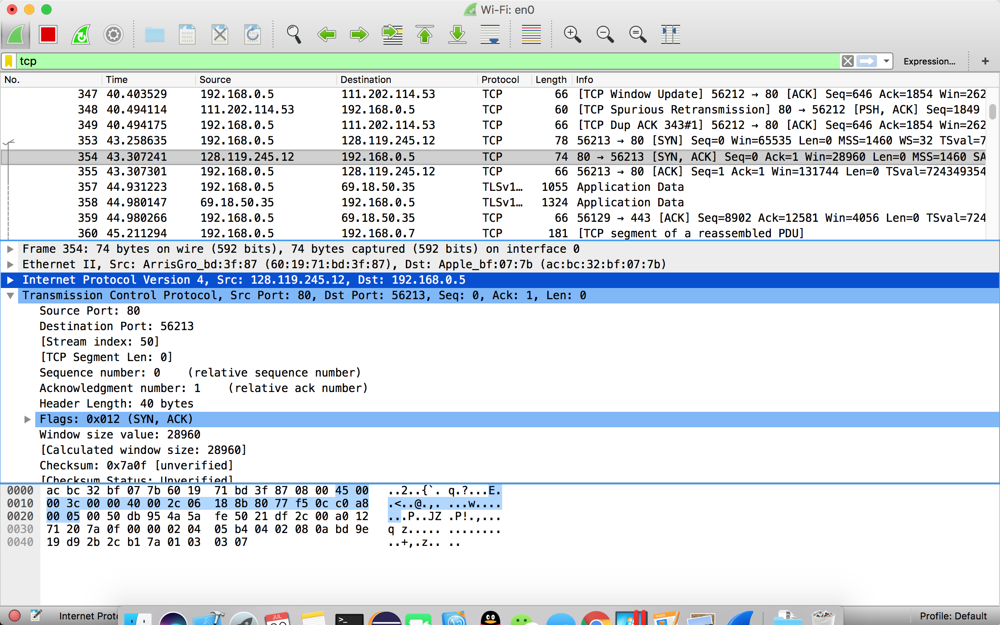 Wi-Fi: en0
tcp
Expression... +
No. Time Source Destination Protocol Length Info
347 40.403529 192.168.0.5 111.202.114.53 TCP 66 [TCP Window Update] 56212 → 80 [ACK] Seq=646 Ack=1854 Win=262
348 40.494114 111.202.114.53 192.168.0.5 TCP 60 [TCP Spurious Retransmission] 80 → 56212 [PSH, ACK] Seq=1849
349 40.494175 192.168.0.5 111.202.114.53 TCP 66 [TCP Dup ACK 343#1] 56212 → 80 [ACK] Seq=646 Ack=1854 Win=262
353 43.258635 192.168.0.5 128.119.245.12 TCP 78 56213 → 80 [SYN] Seq=0 Win=65535 Len=0 MSS=1460 WS=32 TSval=7
354 43.307241 128.119.245.12 192.168.0.5 TCP 74 80 → 56213 [SYN, ACK] Seq=0 Ack=1 Win=28960 Len=0 MSS=1460 SA
355 43.307301 192.168.0.5 128.119.245.12 TCP 66 56213 → 80 [ACK] Seq=1 Ack=1 Win=131744 Len=0 TSval=724349354
357 44.931223 192.168.0.5 69.18.50.35 TLSv1… 1055 Application Data
358 44.980147 69.18.50.35 192.168.0.5 TLSv1… 1324 Application Data
359 44.980266 192.168.0.5 69.18.50.35 TCP 66 56129 → 443 [ACK] Seq=8902 Ack=12581 Win=4056 Len=0 TSval=724
360 45.211294 192.168.0.5 192.168.0.7 TCP 181 [TCP segment of a reassembled PDU]
Frame 354: 74 bytes on wire (592 bits), 74 bytes captured (592 bits) on interface 0
Ethernet II, Src: ArrisGro_bd:3f:87 (60:19:71:bd:3f:87), Dst: Apple_bf:07:7b (ac:bc:32:bf:07:7b)
Internet Protocol Version 4, Src: 128.119.245.12, Dst: 192.168.0.5
Transmission Control Protocol, Src Port: 80, Dst Port: 56213, Seq: 0, Ack: 1, Len: 0
Source Port: 80
Destination Port: 56213
[Stream index: 50]
[TCP Segment Len: 0]
Sequence number: 0 (relative sequence number)
Acknowledgment number: 1 (relative ack number)
Header Length: 40 bytes
Flags: 0x012 (SYN, ACK)
Window size value: 28960
[Calculated window size: 28960]
Checksum: 0x7a0f [unverified]
[Checksum Status: Unverified]
0000 ac bc 32 bf 07 7b 60 19 71 bd 3f 87 08 00 45 00 ..2..{`. q.?...E.
0010 00 3c 00 00 40 00 2c 06 18 8b 80 77 f5 0c c0 a8 .<..@.,. ...w....
0020 00 05 00 50 db 95 4a 5a fe 50 21 df 2c 00 a0 12 ...P..JZ .P!.,...
0030 71 20 7a 0f 00 00 02 04 05 b4 04 02 08 0a bd 9e q z..... ........
0040 19 d9 2b 2c b1 7a 01 03 03 07 ..+,.z.. ..
Internet Proto
JUL
PAGES
Profile: Default